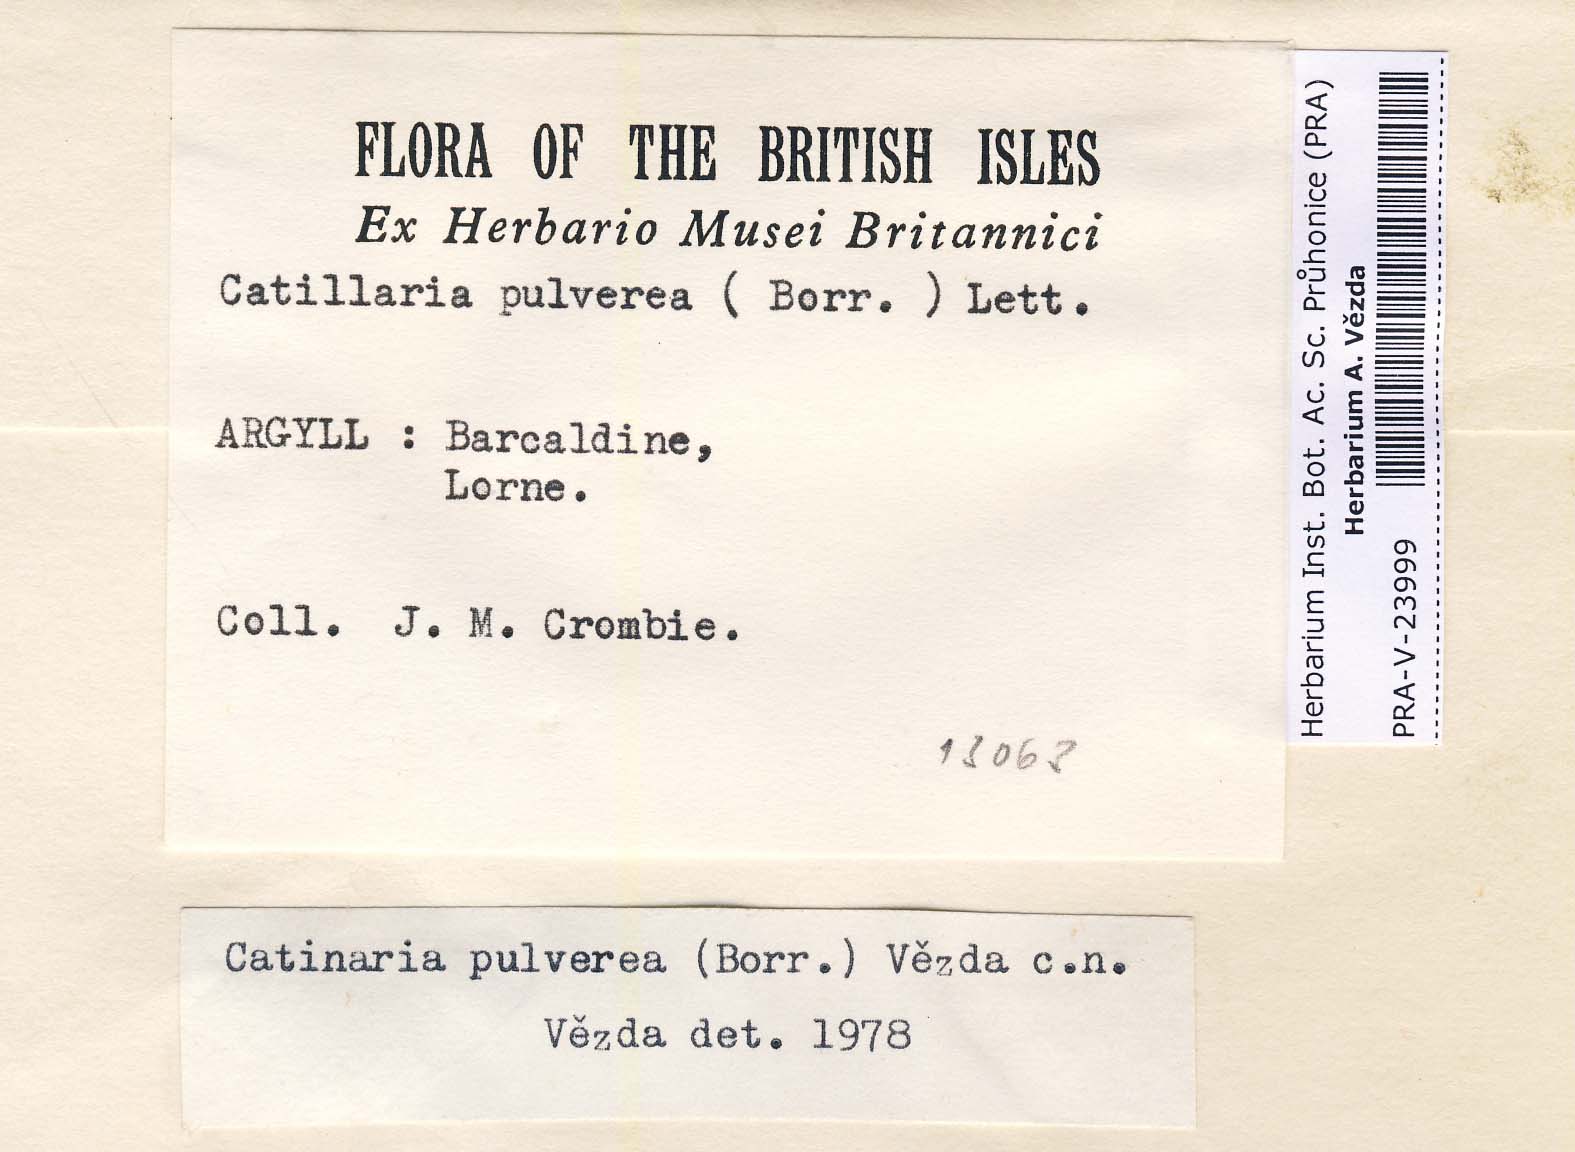 FLORA OF THE BRITISH ISLES
Ex Herbario Musei Britannici
Catillaria pulverea ( Borr. ) Lett.
ARGYLL : Barcaldine,
Lorne.
Coll. J. M. Crombie.
13063
Catinaria pulverea (Borr.) Vězda c.n.
Vězda det. 1978
Herbarium Inst. Bot. Ac. Sc. Průhonice (PRA)
Herbarium A. Vězda
PRA-V-23999